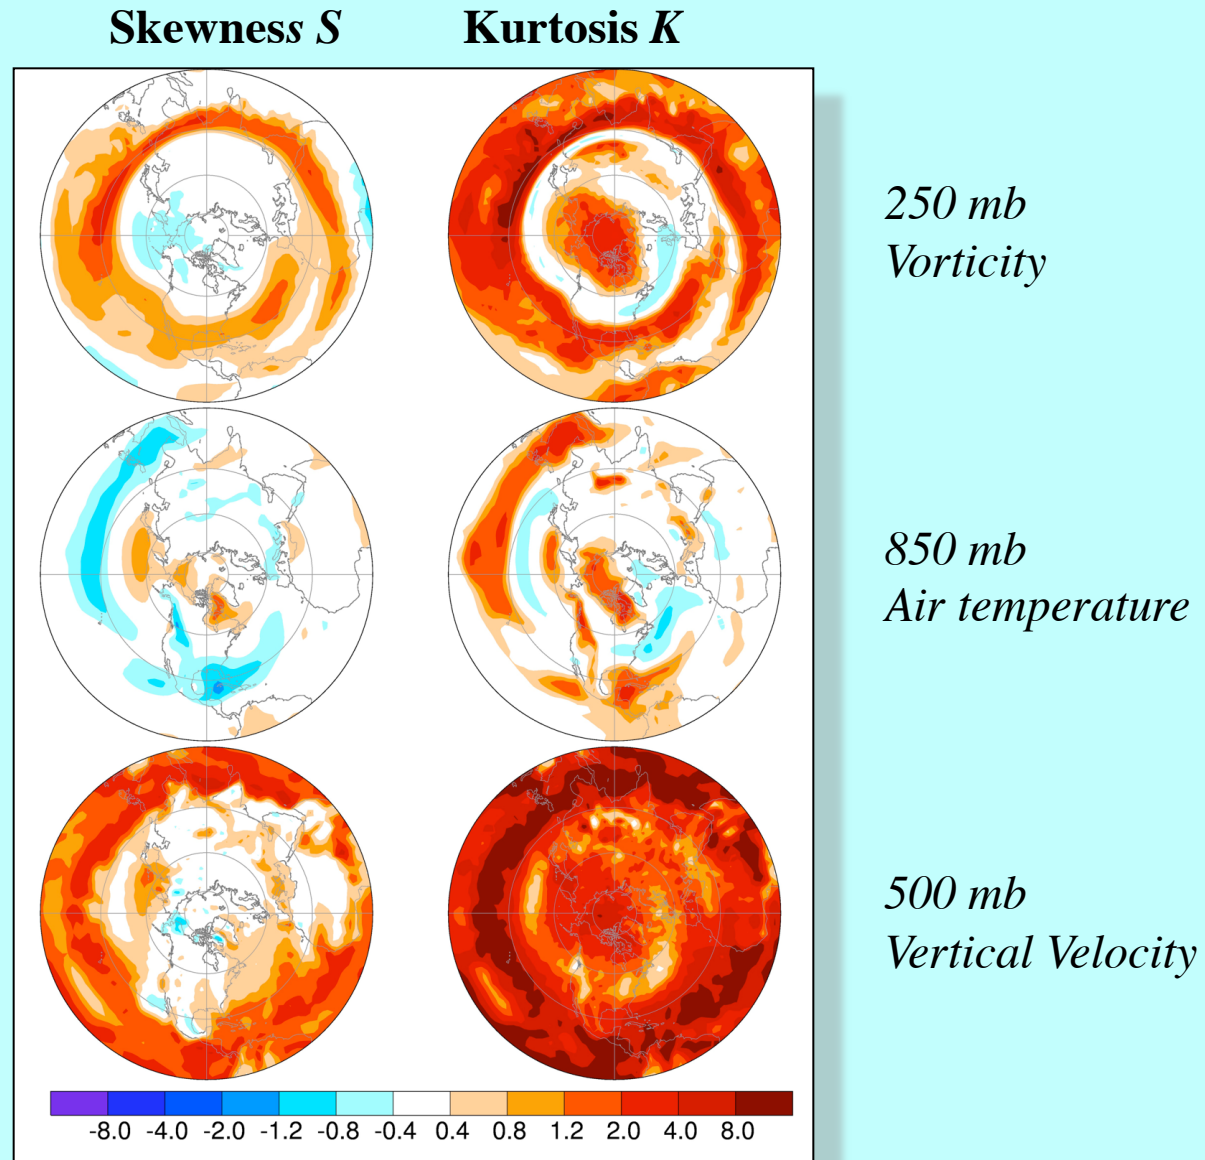 Skewness S
Kurtosis K
250 mb
Vorticity
850 mb
Air temperature
500 mb
Vertical Velocity
-8.0 -4.0 -2.0 -1.2 -0.8 -0.4 0.4 0.8 1.2 2.0 4.0 8.0